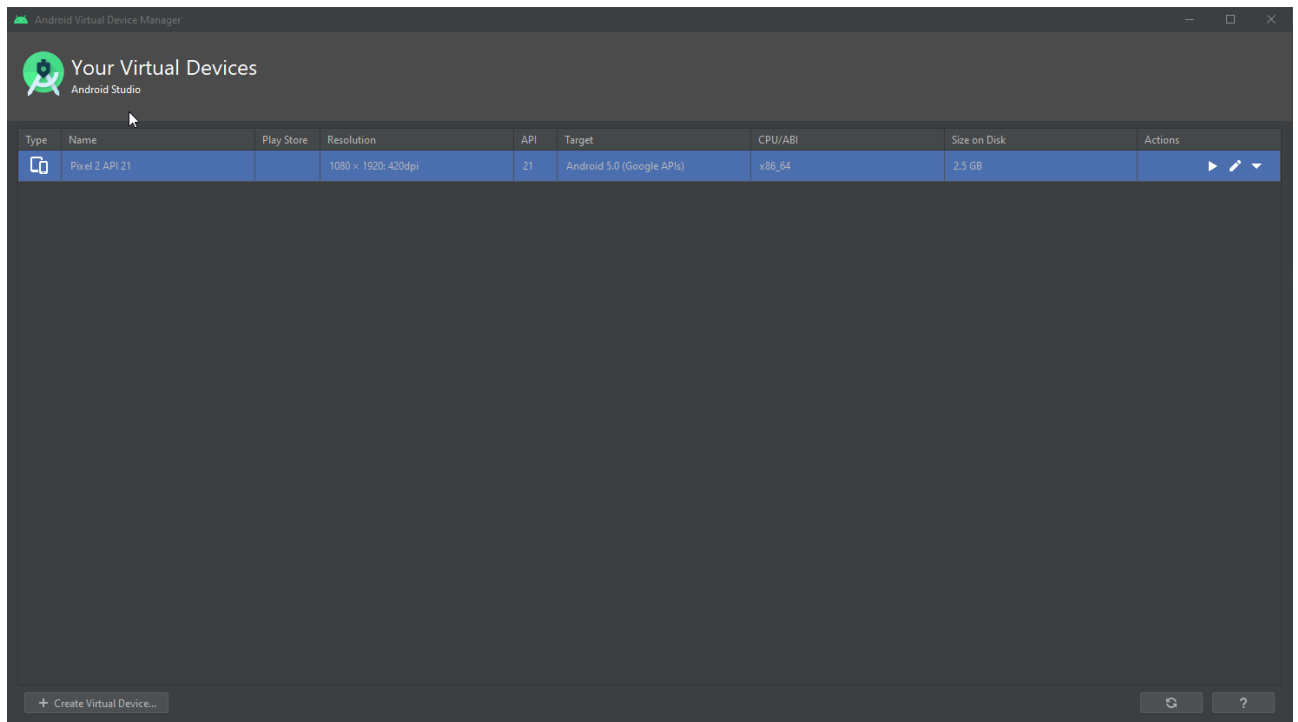 Android Virtual Device Manager
Your Virtual Devices
Android Studio
Type Name Play Store Resolution API Target CPU/ABI Size on Disk Actions
Pixel 2 API 21 1080 × 1920: 420dpi 21 Android 5.0 (Google APIs) x86_64 2.5 GB
+ Create Virtual Device... ?